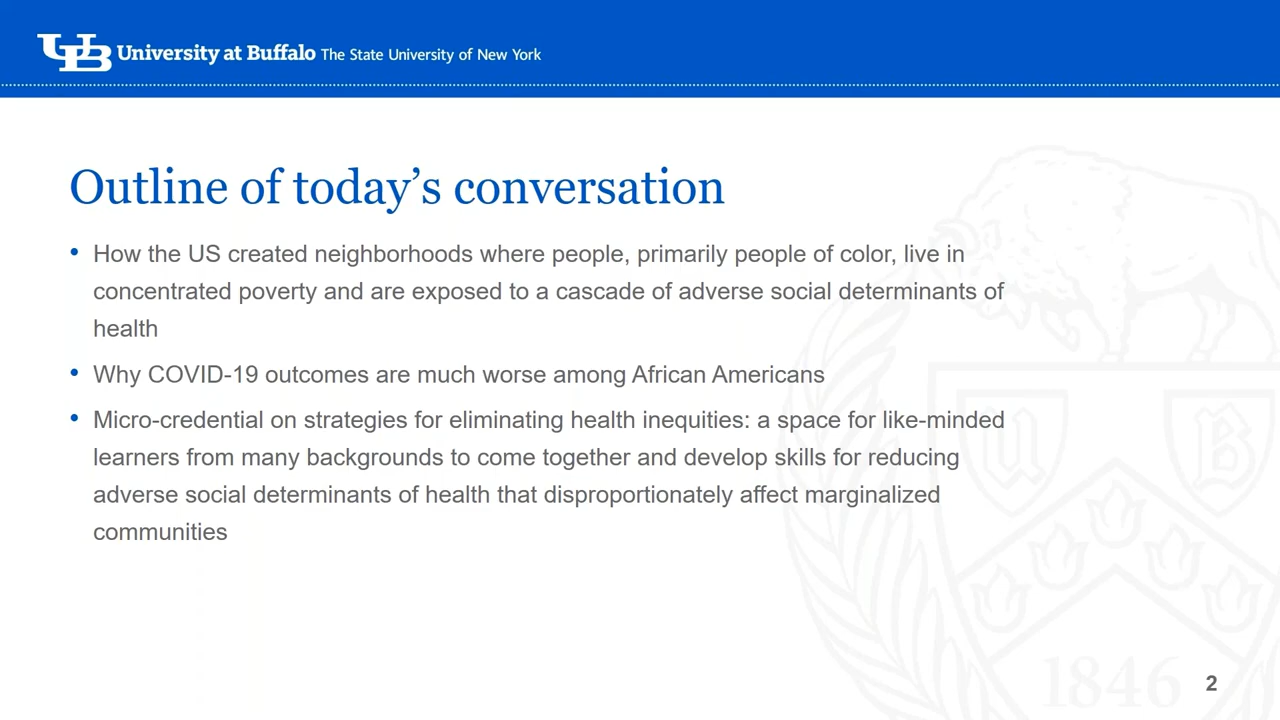 UB University at Buffalo The State University of New York
Outline of today’s conversation
• How the US created neighborhoods where people, primarily people of color, live in
concentrated poverty and are exposed to a cascade of adverse social determinants of
health
• Why COVID-19 outcomes are much worse among African Americans
• Micro-credential on strategies for eliminating health inequities: a space for like-minded
learners from many backgrounds to come together and develop skills for reducing
adverse social determinants of health that disproportionately affect marginalized
communities
U B
1846
2